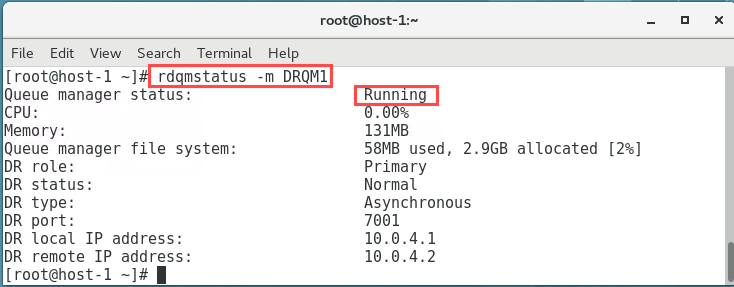 root@host-1:~
File Edit View Search Terminal Help
[root@host-1 ~]# rdqmstatus -m DRQM1
Queue manager status: Running
CPU: 0.00%
Memory: 131MB
Queue manager file system: 58MB used, 2.9GB allocated [2%]
DR role: Primary
DR status: Normal
DR type: Asynchronous
DR port: 7001
DR local IP address: 10.0.4.1
DR remote IP address: 10.0.4.2
[root@host-1 ~]#